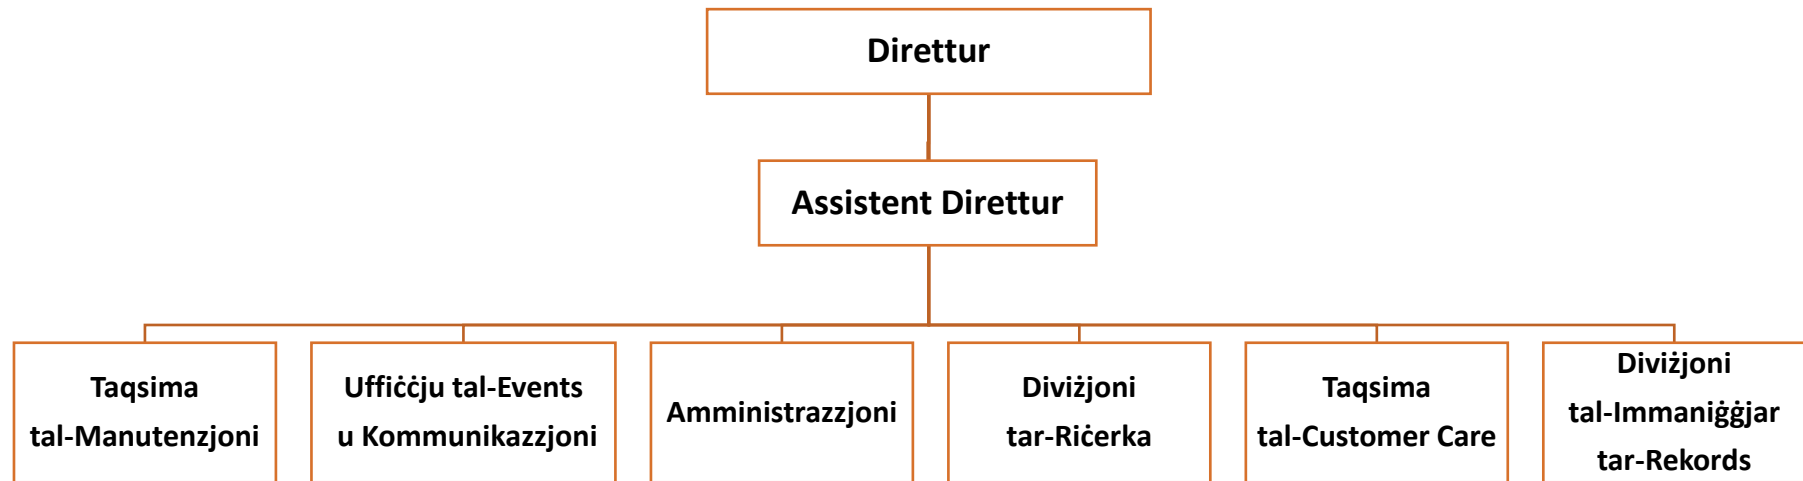 Direttur
Assistent Direttur
Taqsima
tal-Manutenzjoni
Uffiċċju tal-Events
u Kommunikazzjoni
Amministrazzjoni
Diviżjoni
tar-Riċerka
Taqsima
tal-Customer Care
Diviżjoni
tal-Immaniġġjar
tar-Rekords